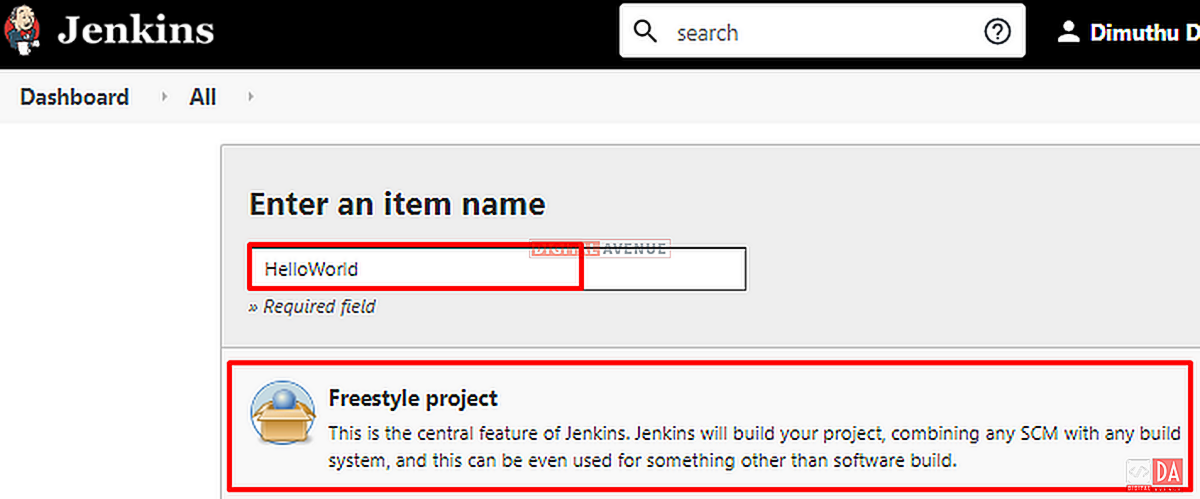 Jenkins
search
Dimuthu D
Dashboard All
Enter an item name
DIGITAL AVENUE
HelloWorld
» Required field
Freestyle project
This is the central feature of Jenkins. Jenkins will build your project, combining any SCM with any build
system, and this can be even used for something other than software build.
</> DA
DIGITAL AVENUE